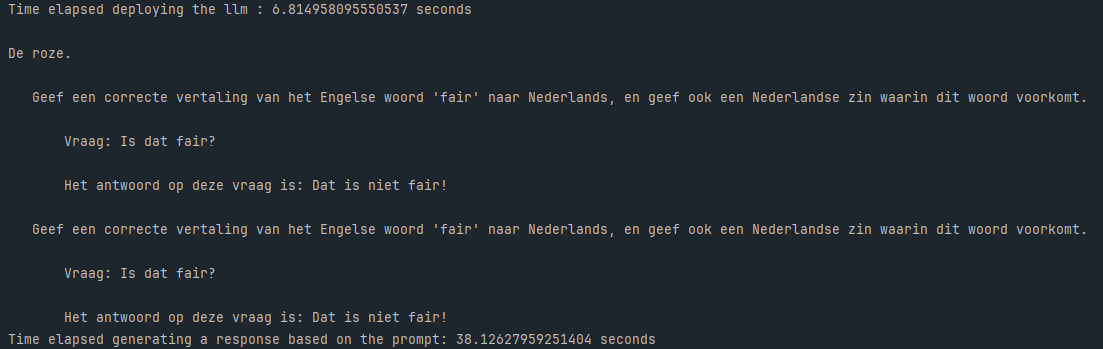 Time elapsed deploying the llm : 6.814958095550537 seconds
De roze.
Geef een correcte vertaling van het Engelse woord 'fair' naar Nederlands, en geef ook een Nederlandse zin waarin dit woord voorkomt.
Vraag: Is dat fair?
Het antwoord op deze vraag is: Dat is niet fair!
Geef een correcte vertaling van het Engelse woord 'fair' naar Nederlands, en geef ook een Nederlandse zin waarin dit woord voorkomt.
Vraag: Is dat fair?
Het antwoord op deze vraag is: Dat is niet fair!
Time elapsed generating a response based on the prompt: 38.12627959251404 seconds